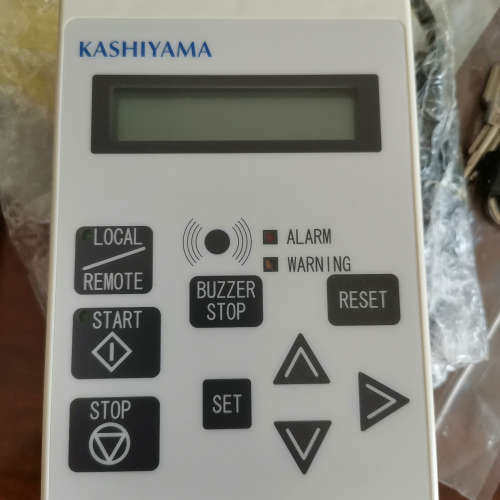 KASHIYAMA
LOCAL
REMOTE
ALARM
WARNING
BUZZER
STOP
RESET
START
SET
STOP